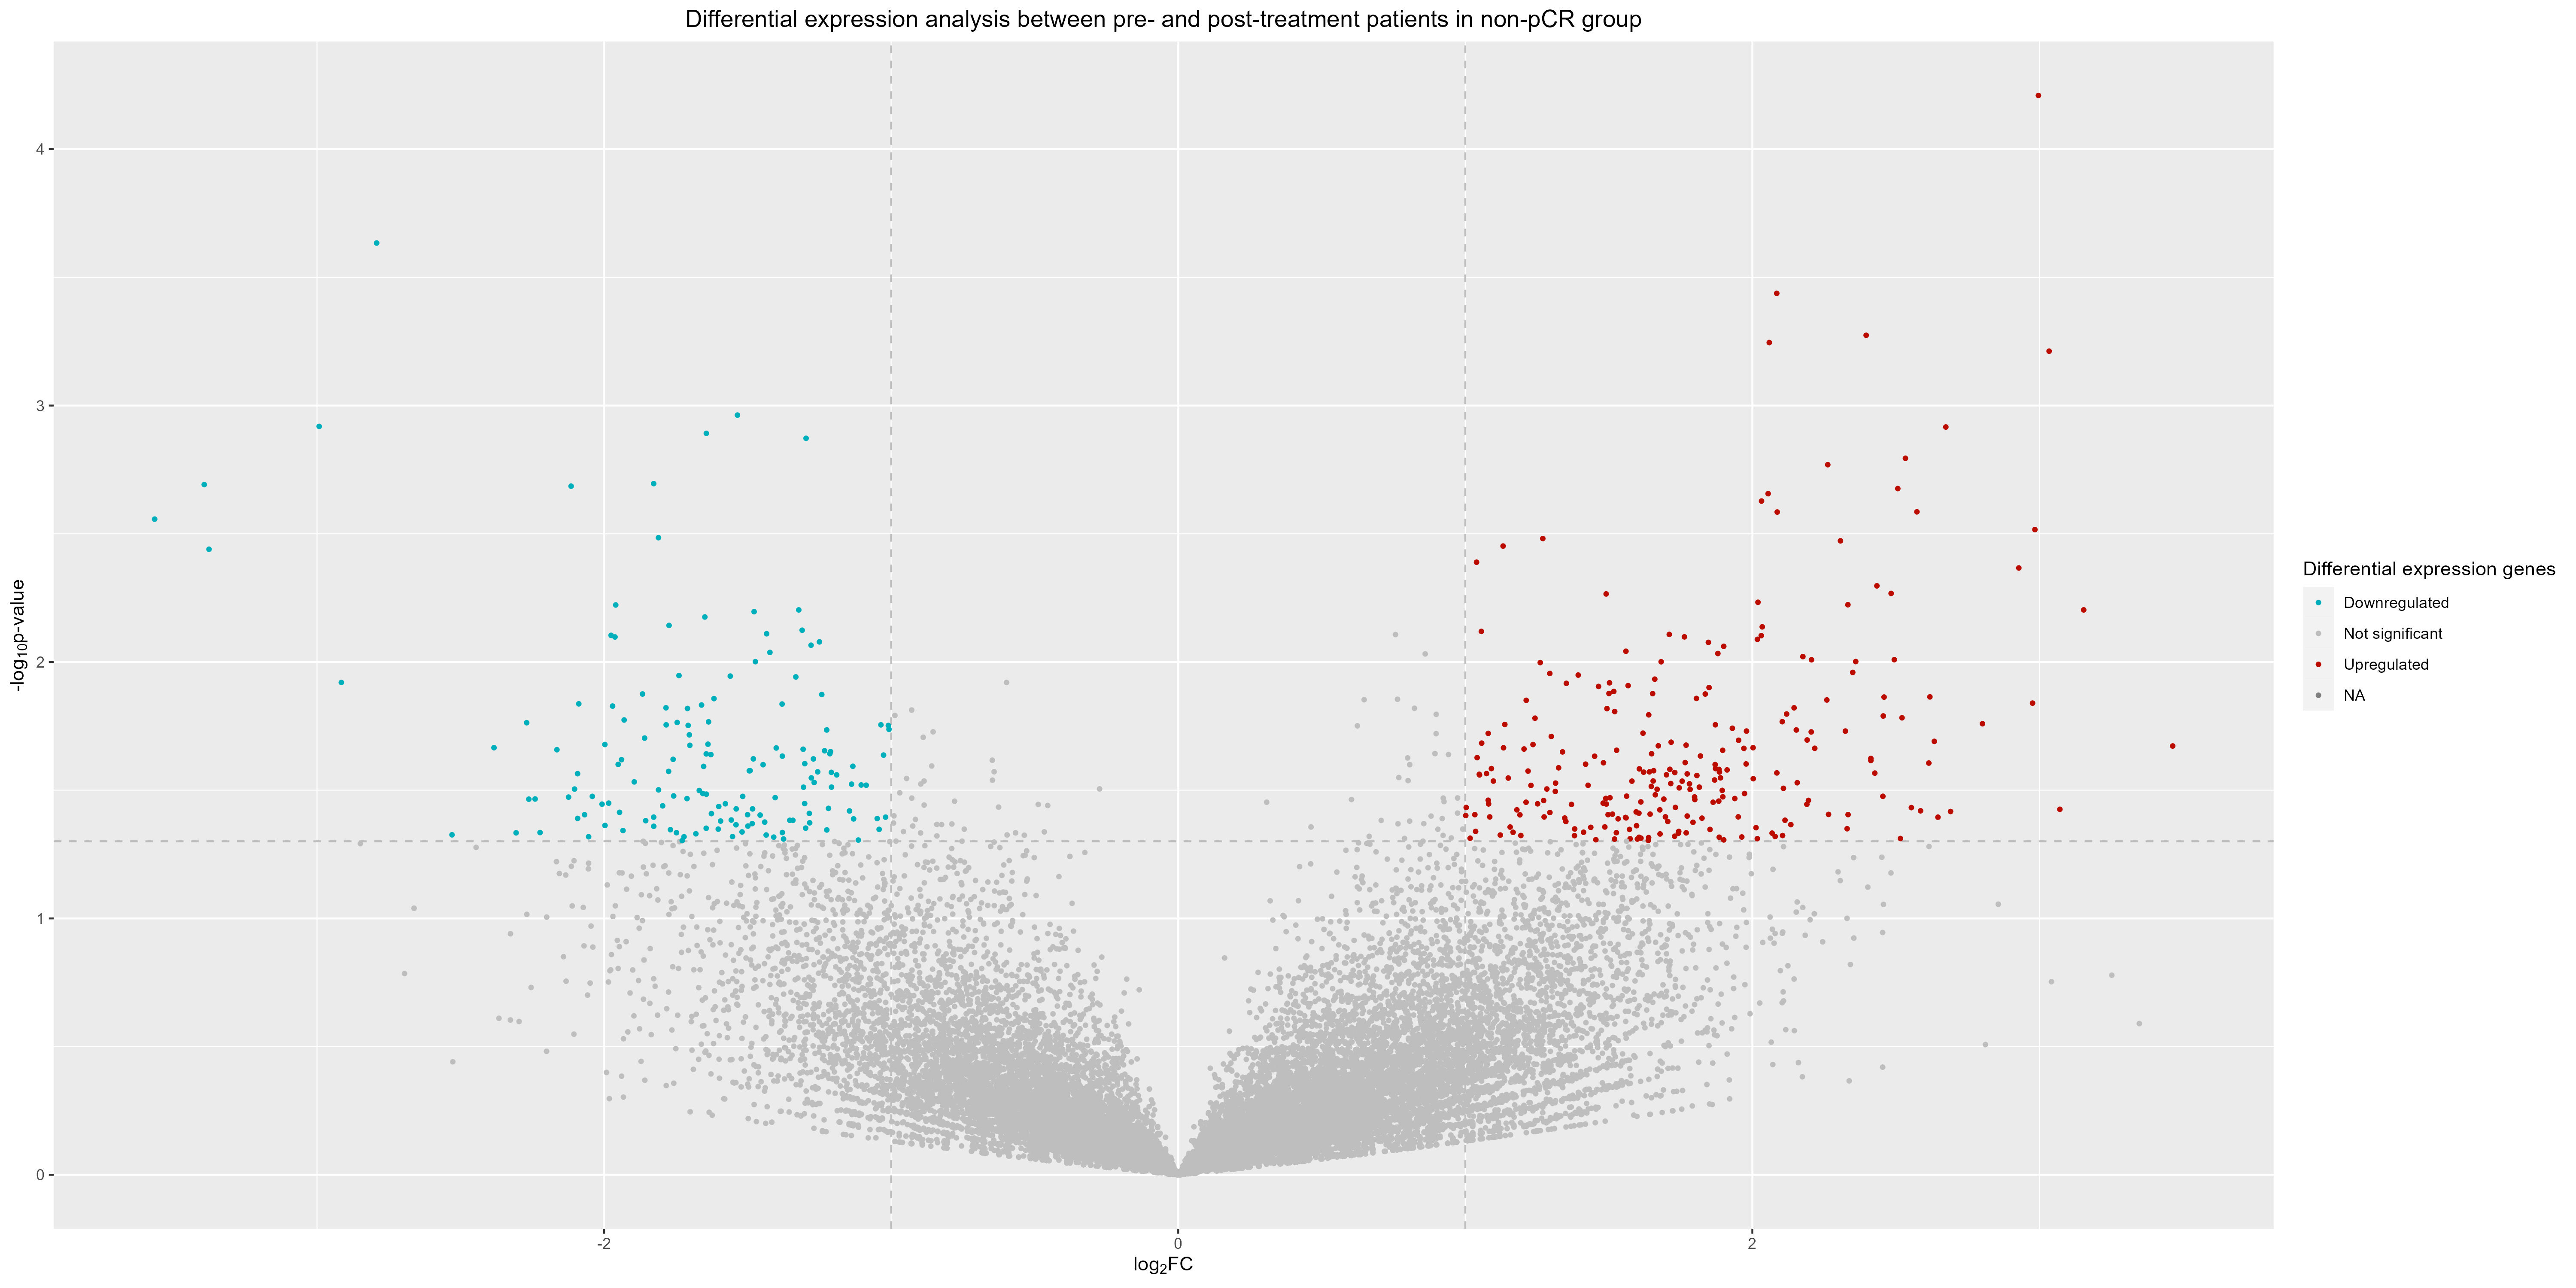 Differential expression analysis between pre- and post-treatment patients in non-pCR group
-log₁₀p-value
4
3
2
1
0
-2
0
2
log₂FC
Differential expression genes
Downregulated
Not significant
Upregulated
NA